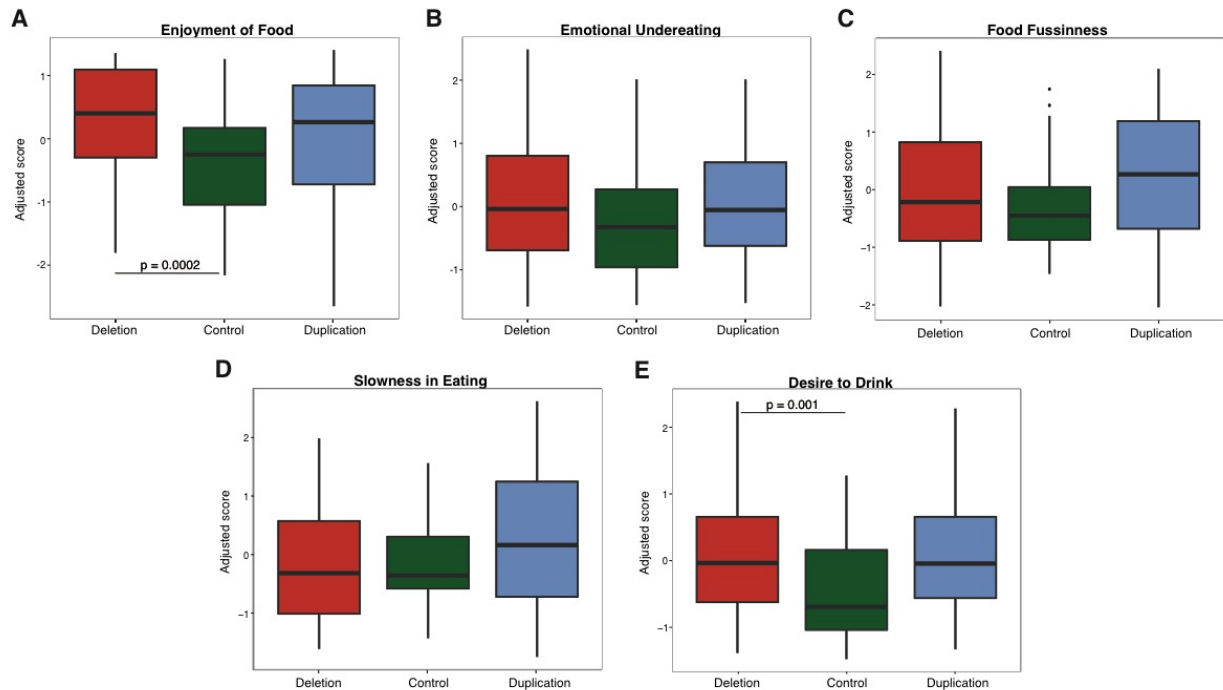 A
Enjoyment of Food
Adjusted score
1
0
-1
-2
p = 0.0002
Deletion Control Duplication
B
Emotional Undereating
Adjusted score
2
1
0
-1
Deletion Control Duplication
C
Food Fussinness
Adjusted score
2
1
0
-1
-2
Deletion Control Duplication
D
Slowness in Eating
Adjusted score
2
1
0
-1
Deletion Control Duplication
E
Desire to Drink
Adjusted score
2
1
0
-1
p = 0.001
Deletion Control Duplication